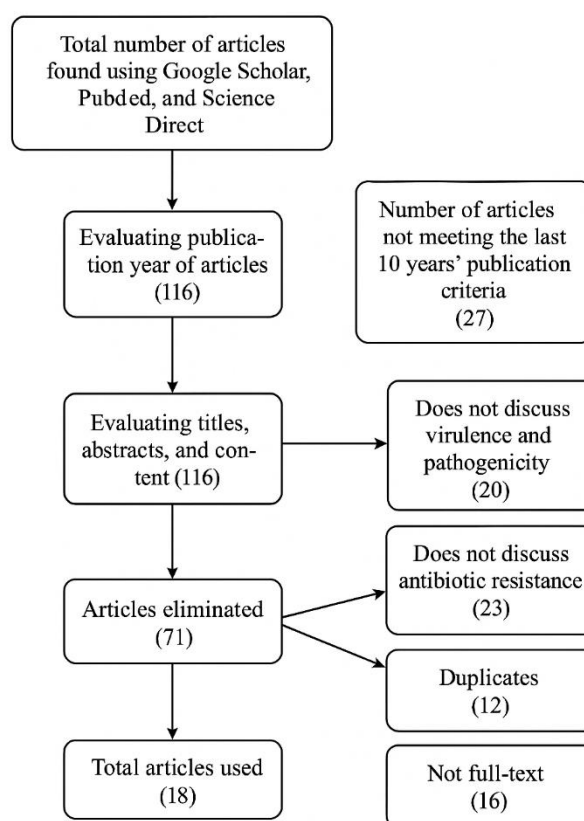 Total number of articles
found using Google Scholar,
Pubded, and Science
Direct
Evaluating publica-
tion year of articles
(116)
Number of articles
not meeting the last
10 years’ publication
criteria
(27)
Evaluating titles,
abstracts, and con-
tent (116)
Does not discuss
virulence and
pathogenicity
(20)
Articles eliminated
(71)
Does not discuss
antibiotic resistance
(23)
Duplicates
(12)
Total articles used
(18)
Not full-text
(16)